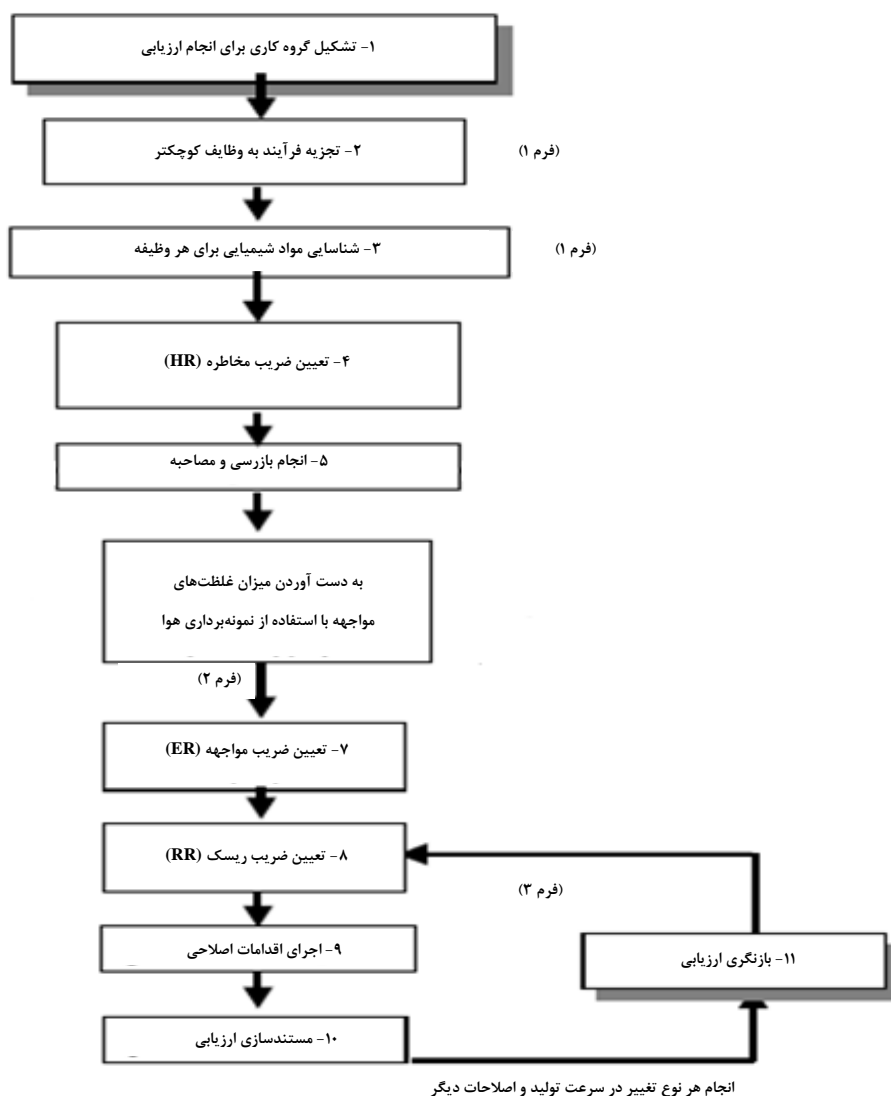 ۱- تشکیل گروه کاری برای انجام ارزیابی
۲- تجزیه فرآیند به وظایف کوچکتر
(فرم ۱)
۳- شناسایی مواد شیمیایی برای هر وظیفه
(فرم ۱)
۴- تعیین ضریب مخاطره (HR)
۵- انجام بازرسی و مصاحبه
به دست آوردن میزان غلظت‌های
مواجهه با استفاده از نمونه‌برداری هوا
(فرم ۲)
۷- تعیین ضریب مواجهه (ER)
۸- تعیین ضریب ریسک (RR)
(فرم ۳)
۹- اجرای اقدامات اصلاحی
۱۱- بازنگری ارزیابی
۱۰- مستندسازی ارزیابی
انجام هر نوع تغییر در سرعت تولید و اصلاحات دیگر